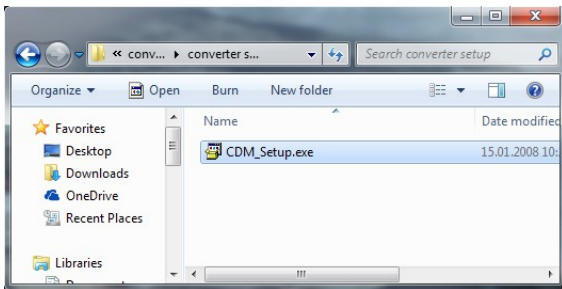 « conv... ▸ converter s...
Search converter setup
Organize
Open
Burn
New folder
Favorites
Desktop
Downloads
OneDrive
Recent Places
Libraries
Name
Date modified
CDM_Setup.exe
15.01.2008 10: